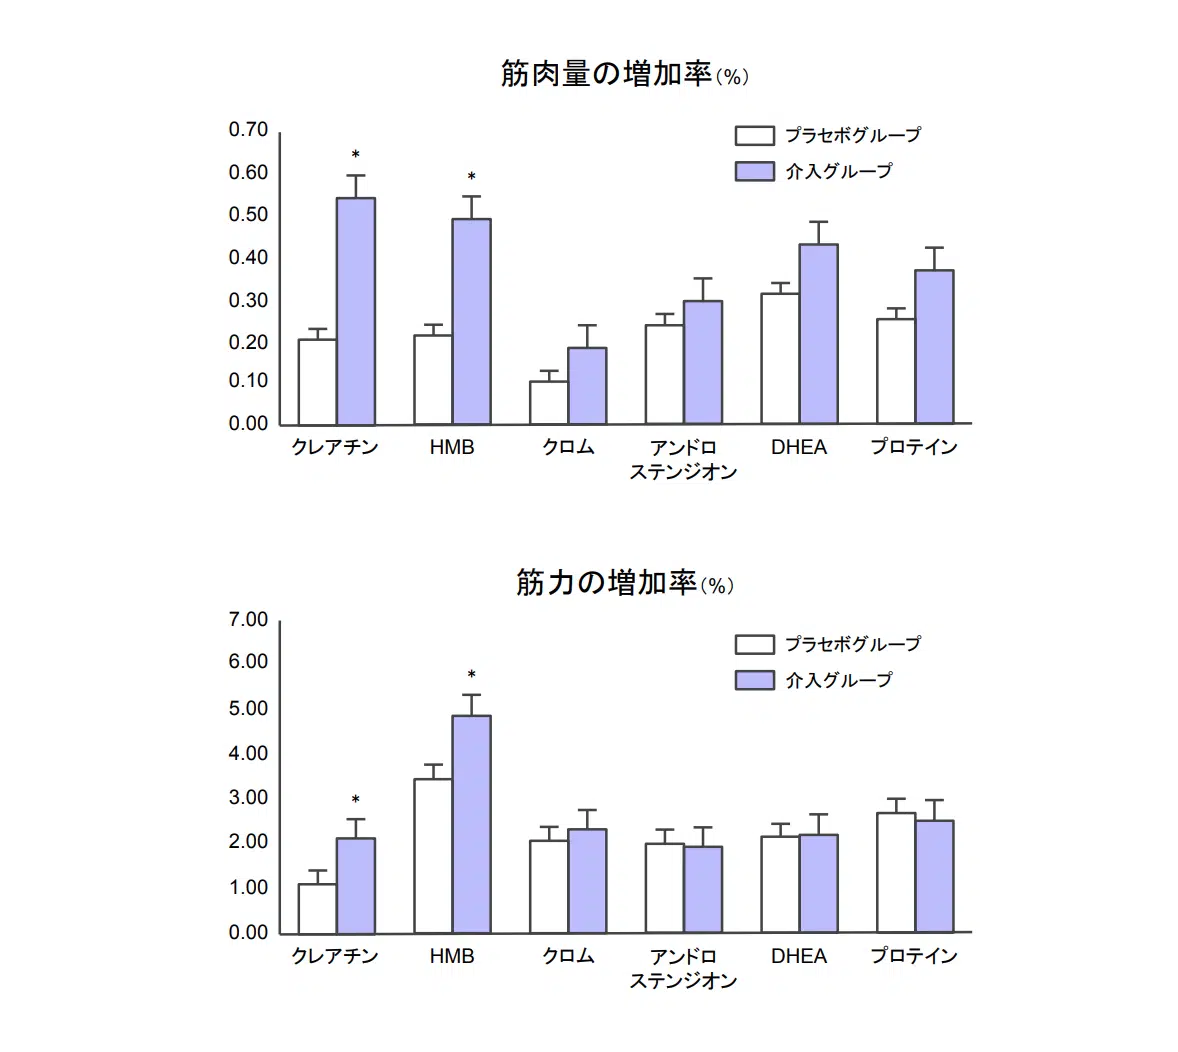 筋肉量の増加率(%)
0.70
0.60
0.50
0.40
0.30
0.20
0.10
0.00
プラセボグループ
介入グループ
*
*
クレアチン
HMB
クロム
アンドロ
ステンジオン
DHEA
プロテイン
筋力の増加率(%)
7.00
6.00
5.00
4.00
3.00
2.00
1.00
0.00
プラセボグループ
介入グループ
*
*
クレアチン
HMB
クロム
アンドロ
ステンジオン
DHEA
プロテイン